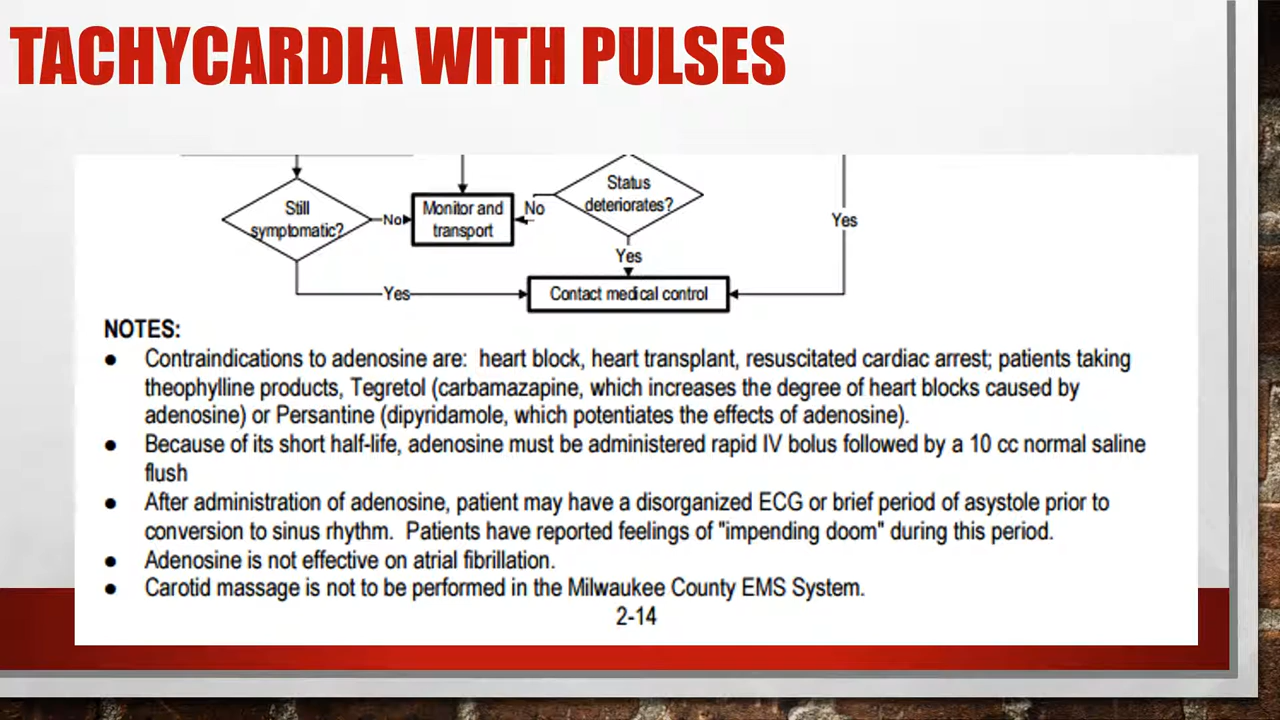 TACHYCARDIA WITH PULSES
Still
symptomatic?
No
Monitor and
transport
No
Status
deteriorates?
Yes
Yes
Yes
Contact medical control
NOTES:
● Contraindications to adenosine are: heart block, heart transplant, resuscitated cardiac arrest; patients taking
theophylline products, Tegretol (carbamazapine, which increases the degree of heart blocks caused by
adenosine) or Persantine (dipyridamole, which potentiates the effects of adenosine).
● Because of its short half-life, adenosine must be administered rapid IV bolus followed by a 10 cc normal saline
flush
● After administration of adenosine, patient may have a disorganized ECG or brief period of asystole prior to
conversion to sinus rhythm. Patients have reported feelings of "impending doom" during this period.
● Adenosine is not effective on atrial fibrillation.
● Carotid massage is not to be performed in the Milwaukee County EMS System.
2-14